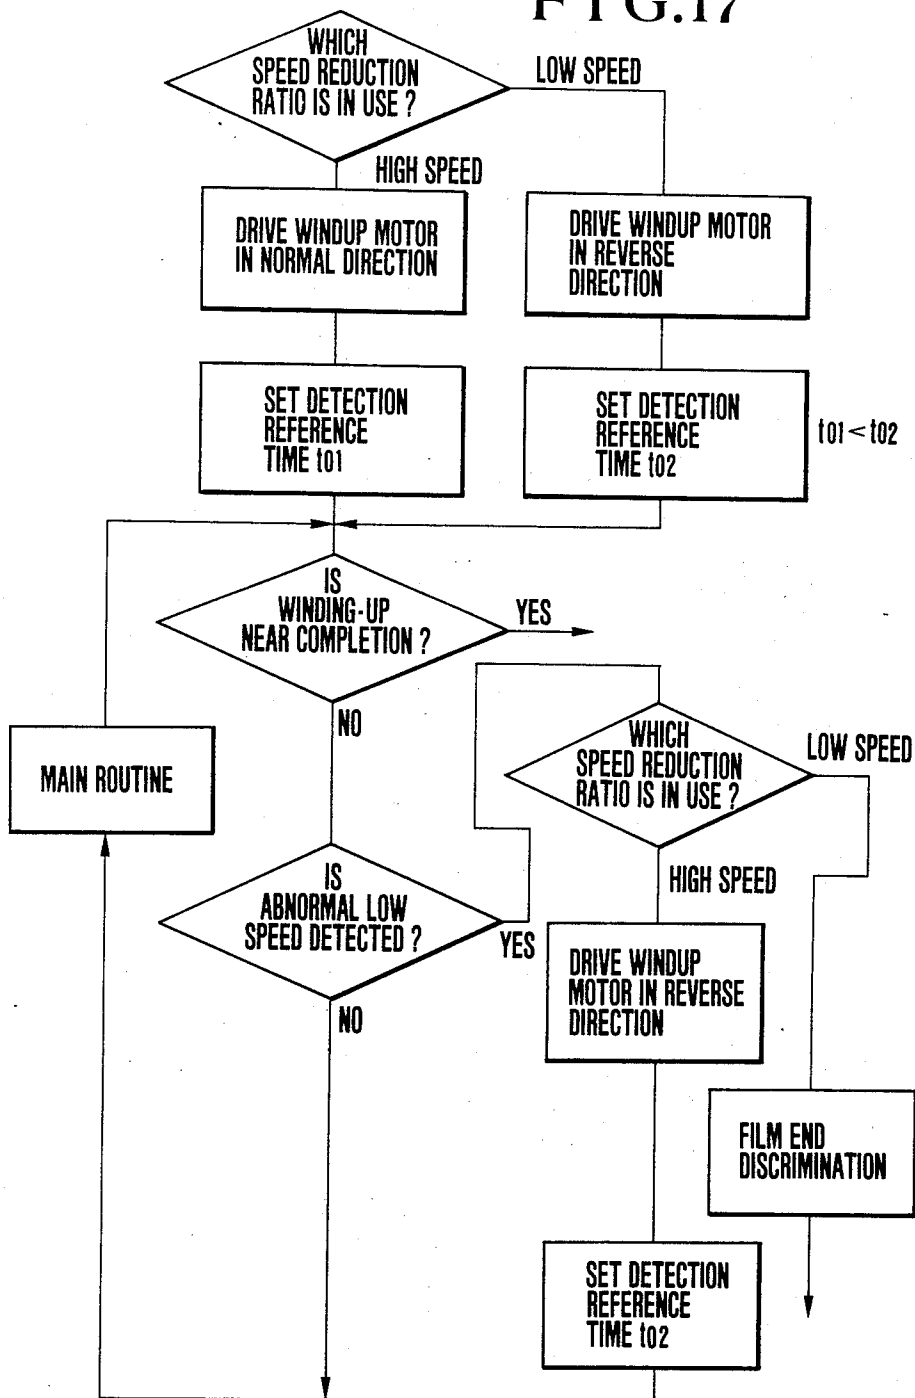 FIG.17
WHICH
SPEED REDUCTION
RATIO IS IN USE ?
LOW SPEED
HIGH SPEED
DRIVE WINDUP MOTOR
IN NORMAL DIRECTION
DRIVE WINDUP MOTOR
IN REVERSE
DIRECTION
SET DETECTION
REFERENCE
TIME t01
SET DETECTION
REFERENCE
TIME t02
t01 < t02
IS
WINDING-UP
NEAR COMPLETION ?
YES
NO
MAIN ROUTINE
WHICH
SPEED REDUCTION
RATIO IS IN USE ?
LOW SPEED
HIGH SPEED
IS
ABNORMAL LOW
SPEED DETECTED ?
YES
NO
DRIVE WINDUP
MOTOR IN REVERSE
DIRECTION
FILM END
DISCRIMINATION
SET DETECTION
REFERENCE
TIME t02